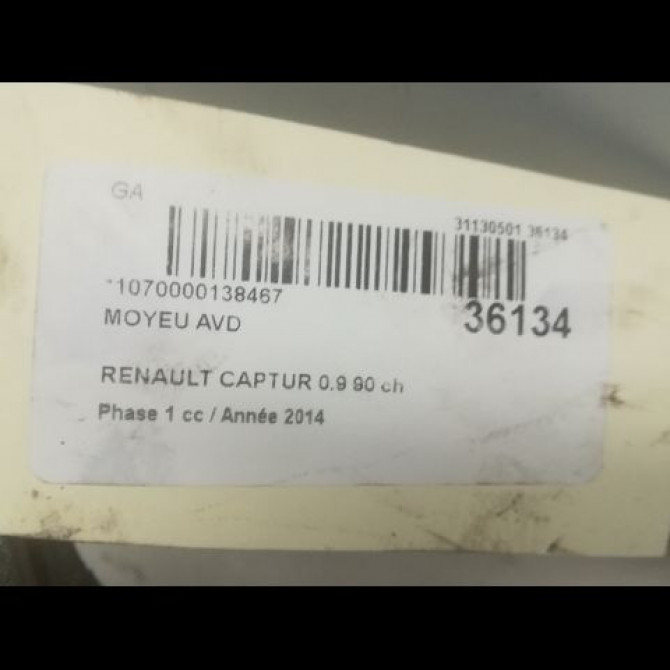 GA
31130501 36134
*1070000138467
36134
MOYEU AVD
RENAULT CAPTUR 0.9 90 ch
Phase 1 cc / Année 2014